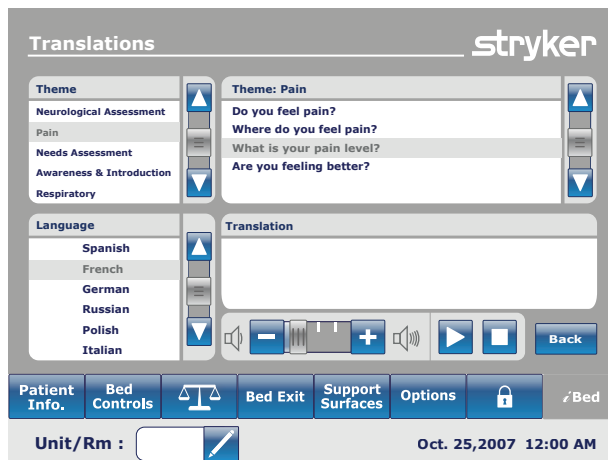 Translations
stryker
Theme
Neurological Assessment
Pain
Needs Assessment
Awareness & Introduction
Respiratory
Theme: Pain
Do you feel pain?
Where do you feel pain?
What is your pain level?
Are you feeling better?
Language
Spanish
French
German
Russian
Polish
Italian
Translation
Back
Patient Info.
Bed Controls
Bed Exit
Support Surfaces
Options
iBed
Unit/Rm :
Oct. 25,2007 12:00 AM